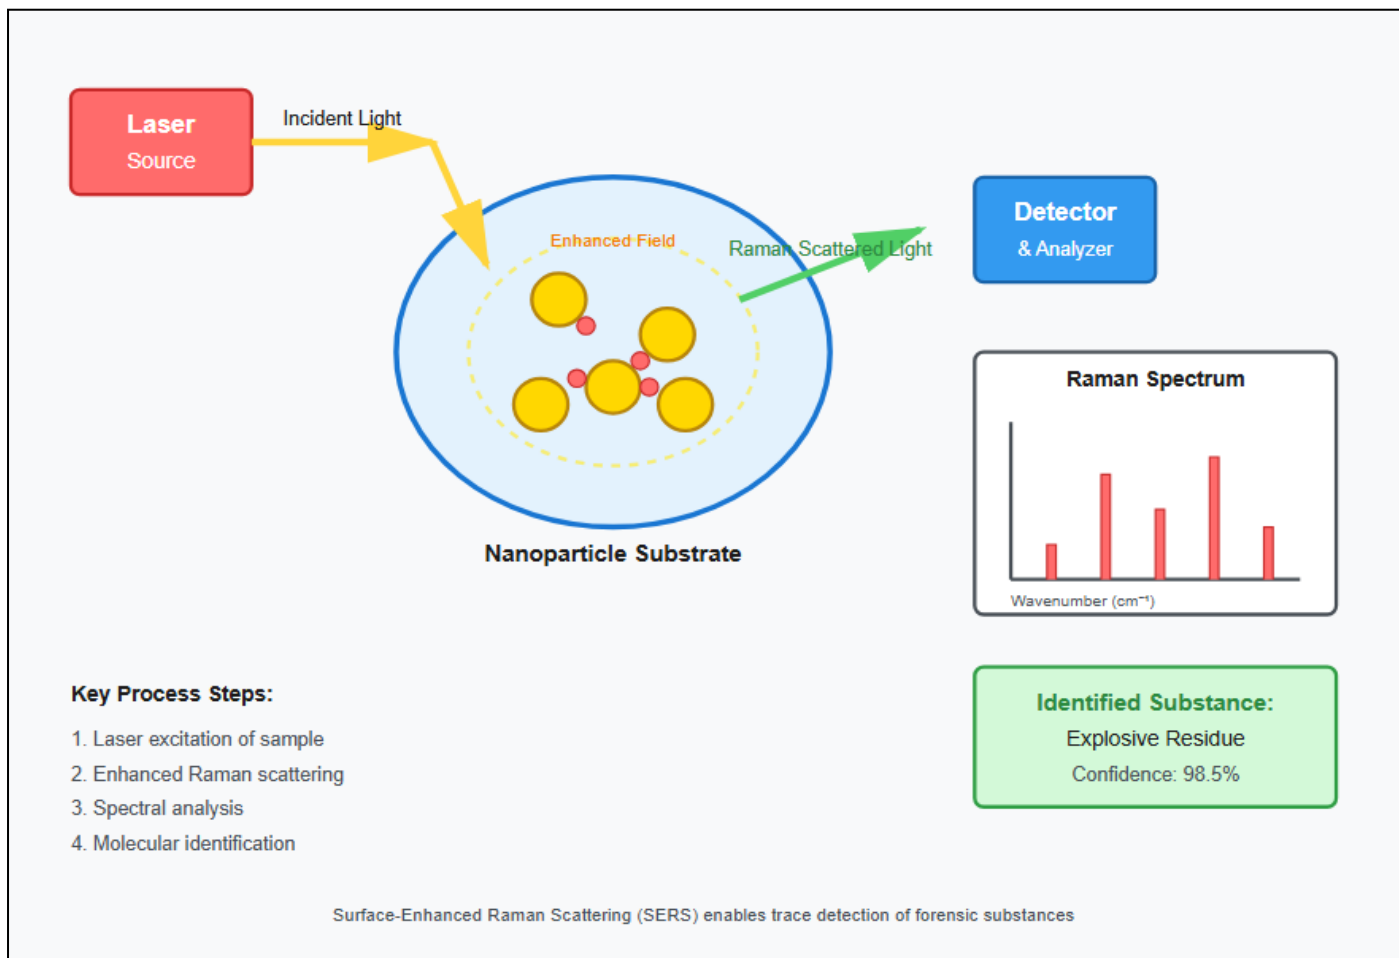 Laser
Source
Incident Light
Enhanced Field
Raman Scattered Light
Detector
& Analyzer
Nanoparticle Substrate
Raman Spectrum
Wavenumber (cm⁻¹)
Key Process Steps:
1. Laser excitation of sample
2. Enhanced Raman scattering
3. Spectral analysis
4. Molecular identification
Identified Substance:
Explosive Residue
Confidence: 98.5%
Surface-Enhanced Raman Scattering (SERS) enables trace detection of forensic substances